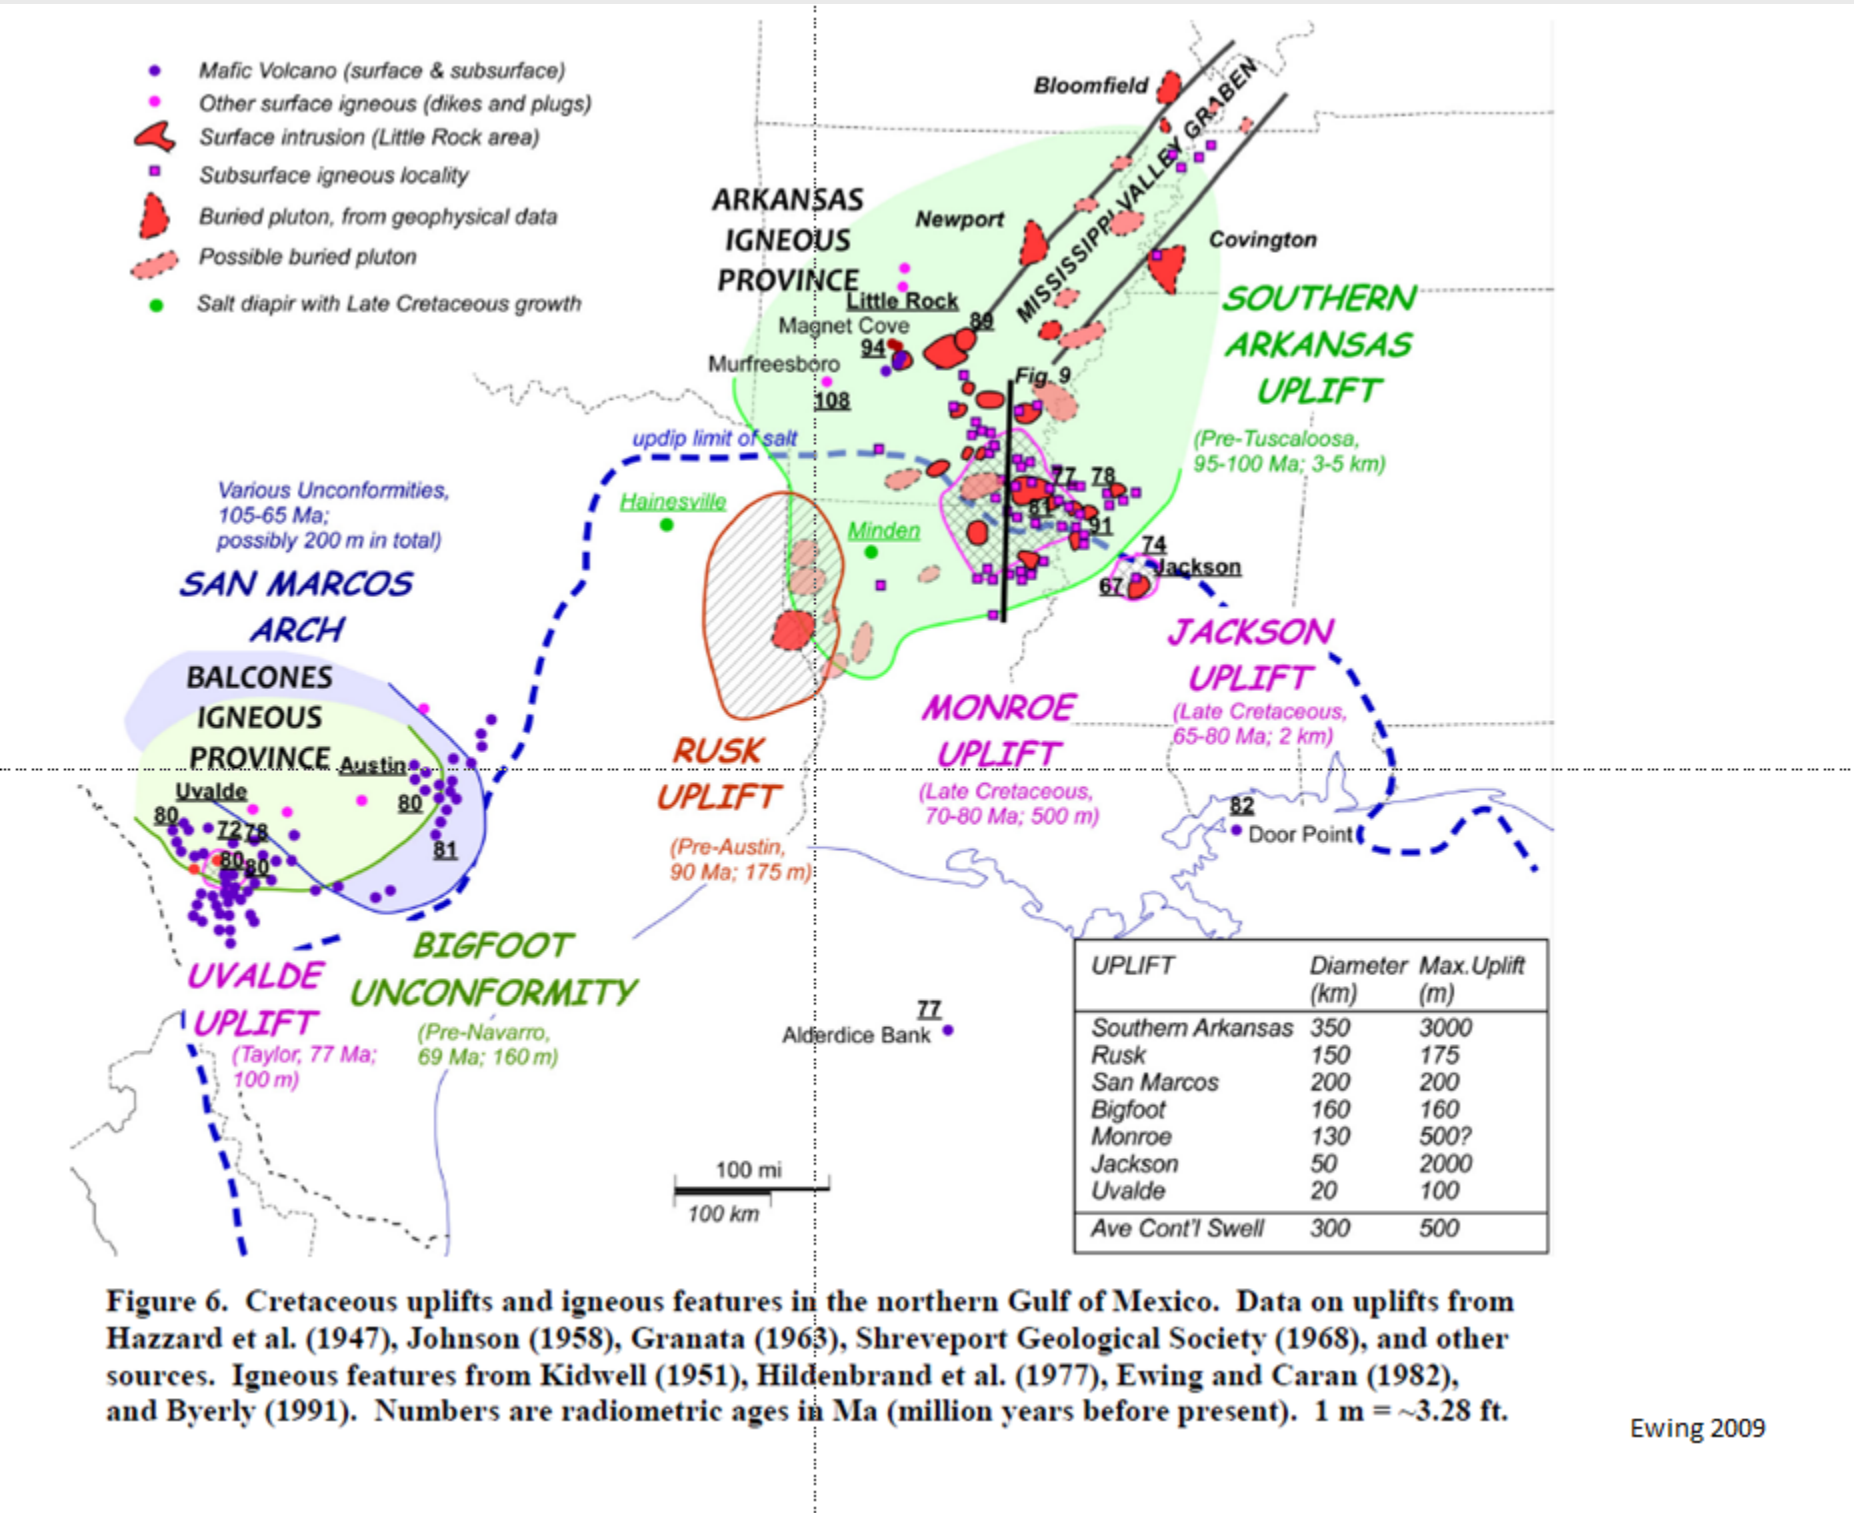 Mafic Volcano (surface & subsurface)
Other surface igneous (dikes and plugs)
Surface intrusion (Little Rock area)
Subsurface igneous locality
Buried pluton, from geophysical data
Possible buried pluton
Salt diapir with Late Cretaceous growth
Bloomfield
MISSISSIPPI VALLEY GRABEN
ARKANSAS
IGNEOUS
PROVINCE
Newport
Covington
Little Rock
89
Magnet Cove
94
Murfreesboro
108
Fig. 9
SOUTHERN
ARKANSAS
UPLIFT
(Pre-Tuscaloosa,
95-100 Ma; 3-5 km)
updip limit of salt
Hainesville
Minden
77
78
81
91
74
Jackson
67
Various Unconformities,
105-65 Ma;
possibly 200 m in total)
SAN MARCOS
ARCH
BALCONES
IGNEOUS
PROVINCE
Austin
Uvalde
80
80
72
78
80
80
81
JACKSON
UPLIFT
(Late Cretaceous,
65-80 Ma; 2 km)
MONROE
UPLIFT
(Late Cretaceous,
70-80 Ma; 500 m)
RUSK
UPLIFT
(Pre-Austin,
90 Ma; 175 m)
82
Door Point
BIGFOOT
UNCONFORMITY
(Pre-Navarro,
69 Ma; 160 m)
UVALDE
UPLIFT
(Taylor, 77 Ma;
100 m)
77
Alderdice Bank
100 mi
100 km
UPLIFT Diameter Max.Uplift
(km) (m)
Southern Arkansas 350 3000
Rusk 150 175
San Marcos 200 200
Bigfoot 160 160
Monroe 130 500?
Jackson 50 2000
Uvalde 20 100
Ave Cont'l Swell 300 500
Figure 6. Cretaceous uplifts and igneous features in the northern Gulf of Mexico. Data on uplifts from
Hazzard et al. (1947), Johnson (1958), Granata (1963), Shreveport Geological Society (1968), and other
sources. Igneous features from Kidwell (1951), Hildenbrand et al. (1977), Ewing and Caran (1982),
and Byerly (1991). Numbers are radiometric ages in Ma (million years before present). 1 m = ~3.28 ft.
Ewing 2009